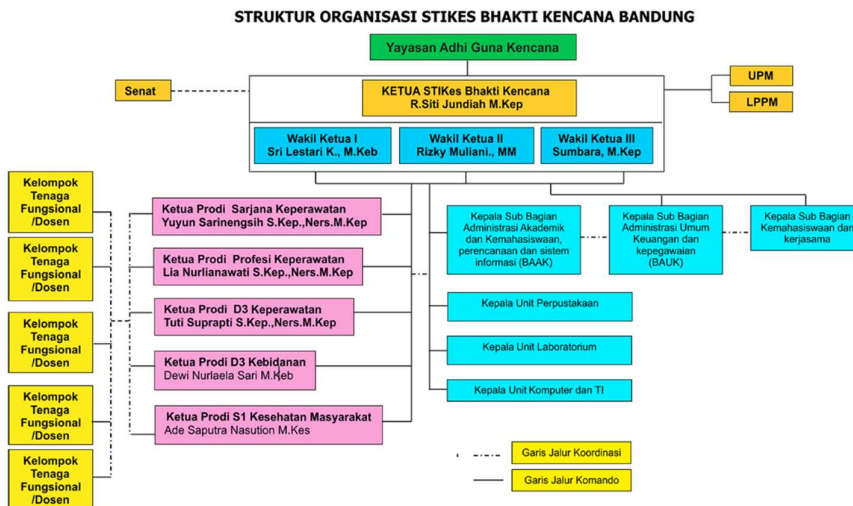 STRUKTUR ORGANISASI STIKES BHAKTI KENCANA BANDUNG
Yayasan Adhi Guna Kencana
Senat
KETUA STIKes Bhakti Kencana
R.Siti Jundiah M.Kep
UPM
LPPM
Wakil Ketua I
Sri Lestari K., M.Keb
Wakil Ketua II
Rizky Muliani., MM
Wakil Ketua III
Sumbara, M.Kep
Kelompok
Tenaga
Fungsional
/Dosen
Kelompok
Tenaga
Fungsional
/Dosen
Kelompok
Tenaga
Fungsional
/Dosen
Kelompok
Tenaga
Fungsional
/Dosen
Kelompok
Tenaga
Fungsional
/Dosen
Ketua Prodi Sarjana Keperawatan
Yuyun Sarinengsih S.Kep.,Ners.M.Kep
Ketua Prodi Profesi Keperawatan
Lia Nurlianawati S.Kep.,Ners.M.Kep
Ketua Prodi D3 Keperawatan
Tuti Suprapti S.Kep.,Ners.M.Kep
Ketua Prodi D3 Kebidanan
Dewi Nurlaela Sari M.Keb
Ketua Prodi S1 Kesehatan Masyarakat
Ade Saputra Nasution M.Kes
Kepala Sub Bagian
Administrasi Akademik
dan Kemahasiswaan,
perencanaan dan sistem
informasi (BAAK)
Kepala Sub Bagian
Administrasi Umum
Keuangan dan
kepegawaian
(BAUK)
Kepala Sub Bagian
Kemahasiswaan dan
kerjasama
Kepala Unit Perpustakaan
Kepala Unit Laboratorium
Kepala Unit Komputer dan TI
Garis Jalur Koordinasi
Garis Jalur Komando